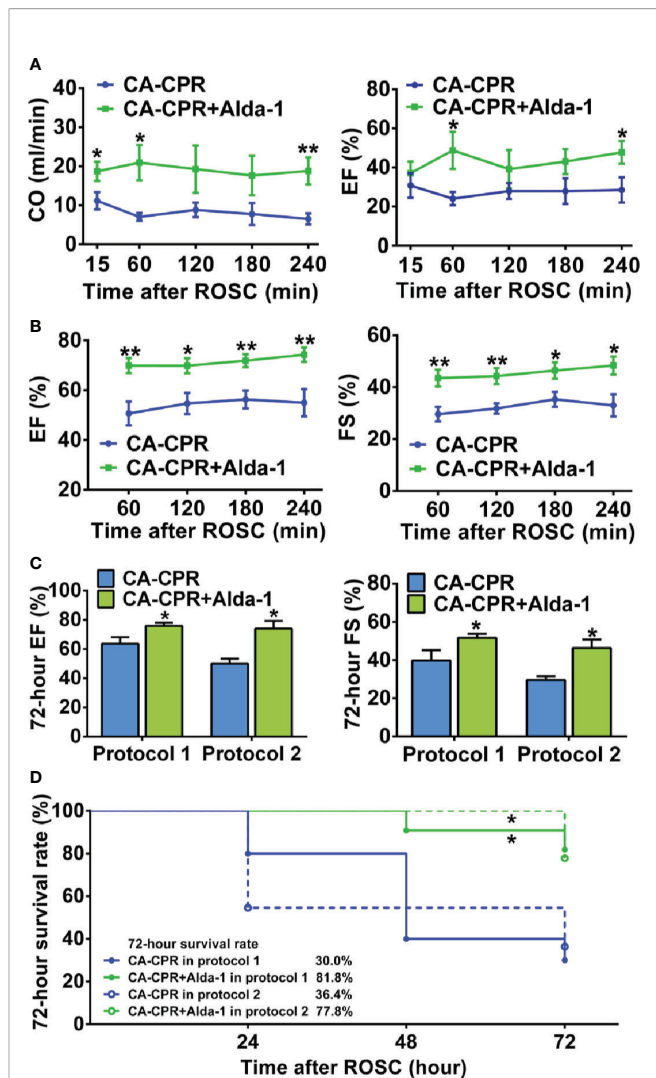 A
CO (ml/min)
40
30
20
10
0
CA-CPR
CA-CPR+Alda-1
* * **
15 60 120 180 240
Time after ROSC (min)
EF (%)
80
60
40
20
0
CA-CPR
CA-CPR+Alda-1
* *
15 60 120 180 240
Time after ROSC (min)
B
EF (%)
80
60
40
20
** * ** **
CA-CPR
CA-CPR+Alda-1
60 120 180 240
Time after ROSC (min)
FS (%)
60
40
20
0
** ** * *
CA-CPR
CA-CPR+Alda-1
60 120 180 240
Time after ROSC (min)
C
72-hour EF (%)
100
80
60
40
20
0
CA-CPR
CA-CPR+Alda-1
* *
Protocol 1 Protocol 2
72-hour FS (%)
80
60
40
20
0
CA-CPR
CA-CPR+Alda-1
* *
Protocol 1 Protocol 2
D
72-hour survival rate (%)
100
80
60
40
20
0
*
*
72-hour survival rate
CA-CPR in protocol 1 30.0%
CA-CPR+Alda-1 in protocol 1 81.8%
CA-CPR in protocol 2 36.4%
CA-CPR+Alda-1 in protocol 2 77.8%
24 48 72
Time after ROSC (hour)